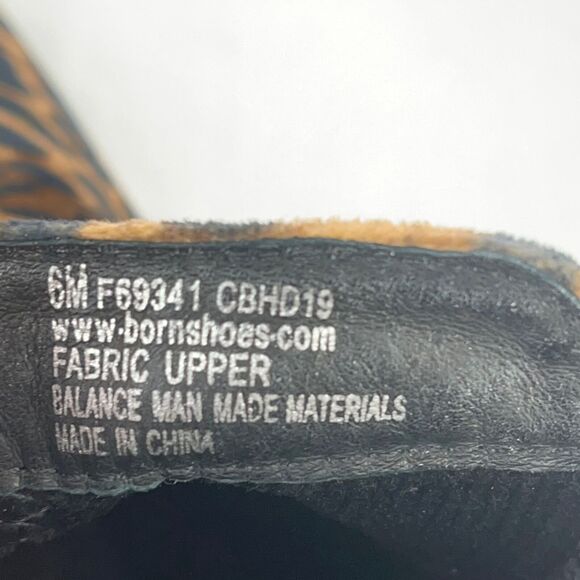 6M F69341 CBHD19
www.bornshoes.com
FABRIC UPPER
BALANCE MAN MADE MATERIALS
MADE IN CHINA